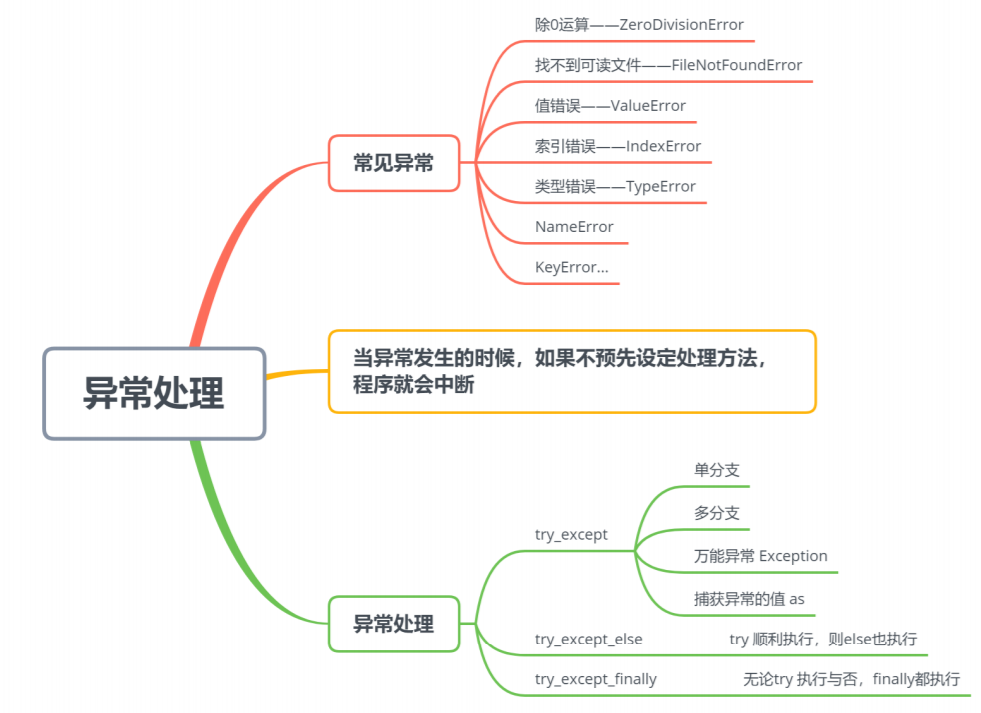 除0运算——ZeroDivisionError
找不到可读文件——FileNotFoundError
值错误——ValueError
索引错误——IndexError
常见异常
类型错误——TypeError
NameError
KeyError...
当异常发生的时候，如果不预先设定处理方法，
程序就会中断
异常处理
单分支
多分支
try_except
万能异常 Exception
捕获异常的值 as
异常处理
try_except_else try 顺利执行，则else也执行
try_except_finally 无论try 执行与否，finally都执行